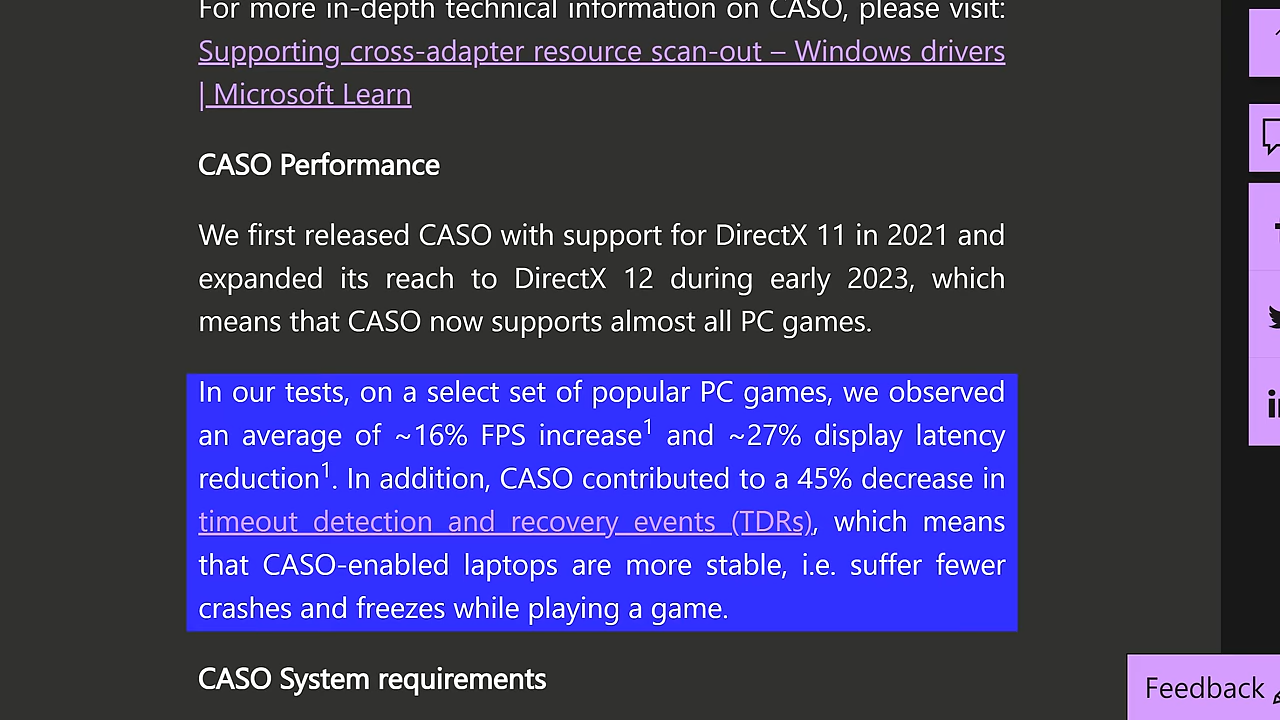 For more in-depth technical information on CASO, please visit:
Supporting cross-adapter resource scan-out – Windows drivers
| Microsoft Learn
CASO Performance
We first released CASO with support for DirectX 11 in 2021 and
expanded its reach to DirectX 12 during early 2023, which
means that CASO now supports almost all PC games.
In our tests, on a select set of popular PC games, we observed
an average of ~16% FPS increase¹ and ~27% display latency
reduction¹. In addition, CASO contributed to a 45% decrease in
timeout detection and recovery events (TDRs), which means
that CASO-enabled laptops are more stable, i.e. suffer fewer
crashes and freezes while playing a game.
CASO System requirements
Feedback